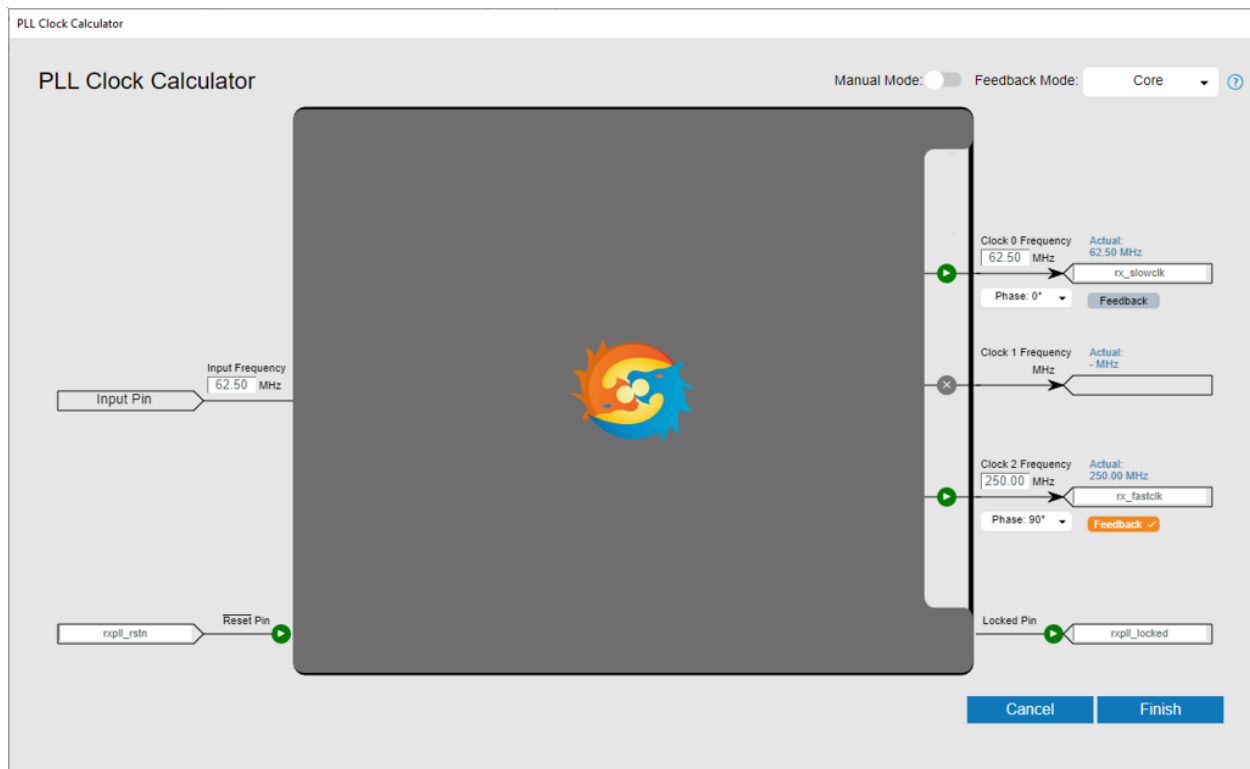 PLL Clock Calculator
PLL Clock Calculator
Manual Mode:
Feedback Mode:
Core
?
Clock 0 Frequency
Actual:
62.50 MHz
62.50 MHz
rx_slowclk
Phase: 0°
Feedback
Clock 1 Frequency
Actual:
- MHz
MHz
Input Frequency
62.50 MHz
Input Pin
Clock 2 Frequency
Actual:
250.00 MHz
250.00 MHz
rx_fastclk
Phase: 90°
Feedback ✓
Reset Pin
rxpll_rstn
Locked Pin
rxpll_locked
Cancel
Finish